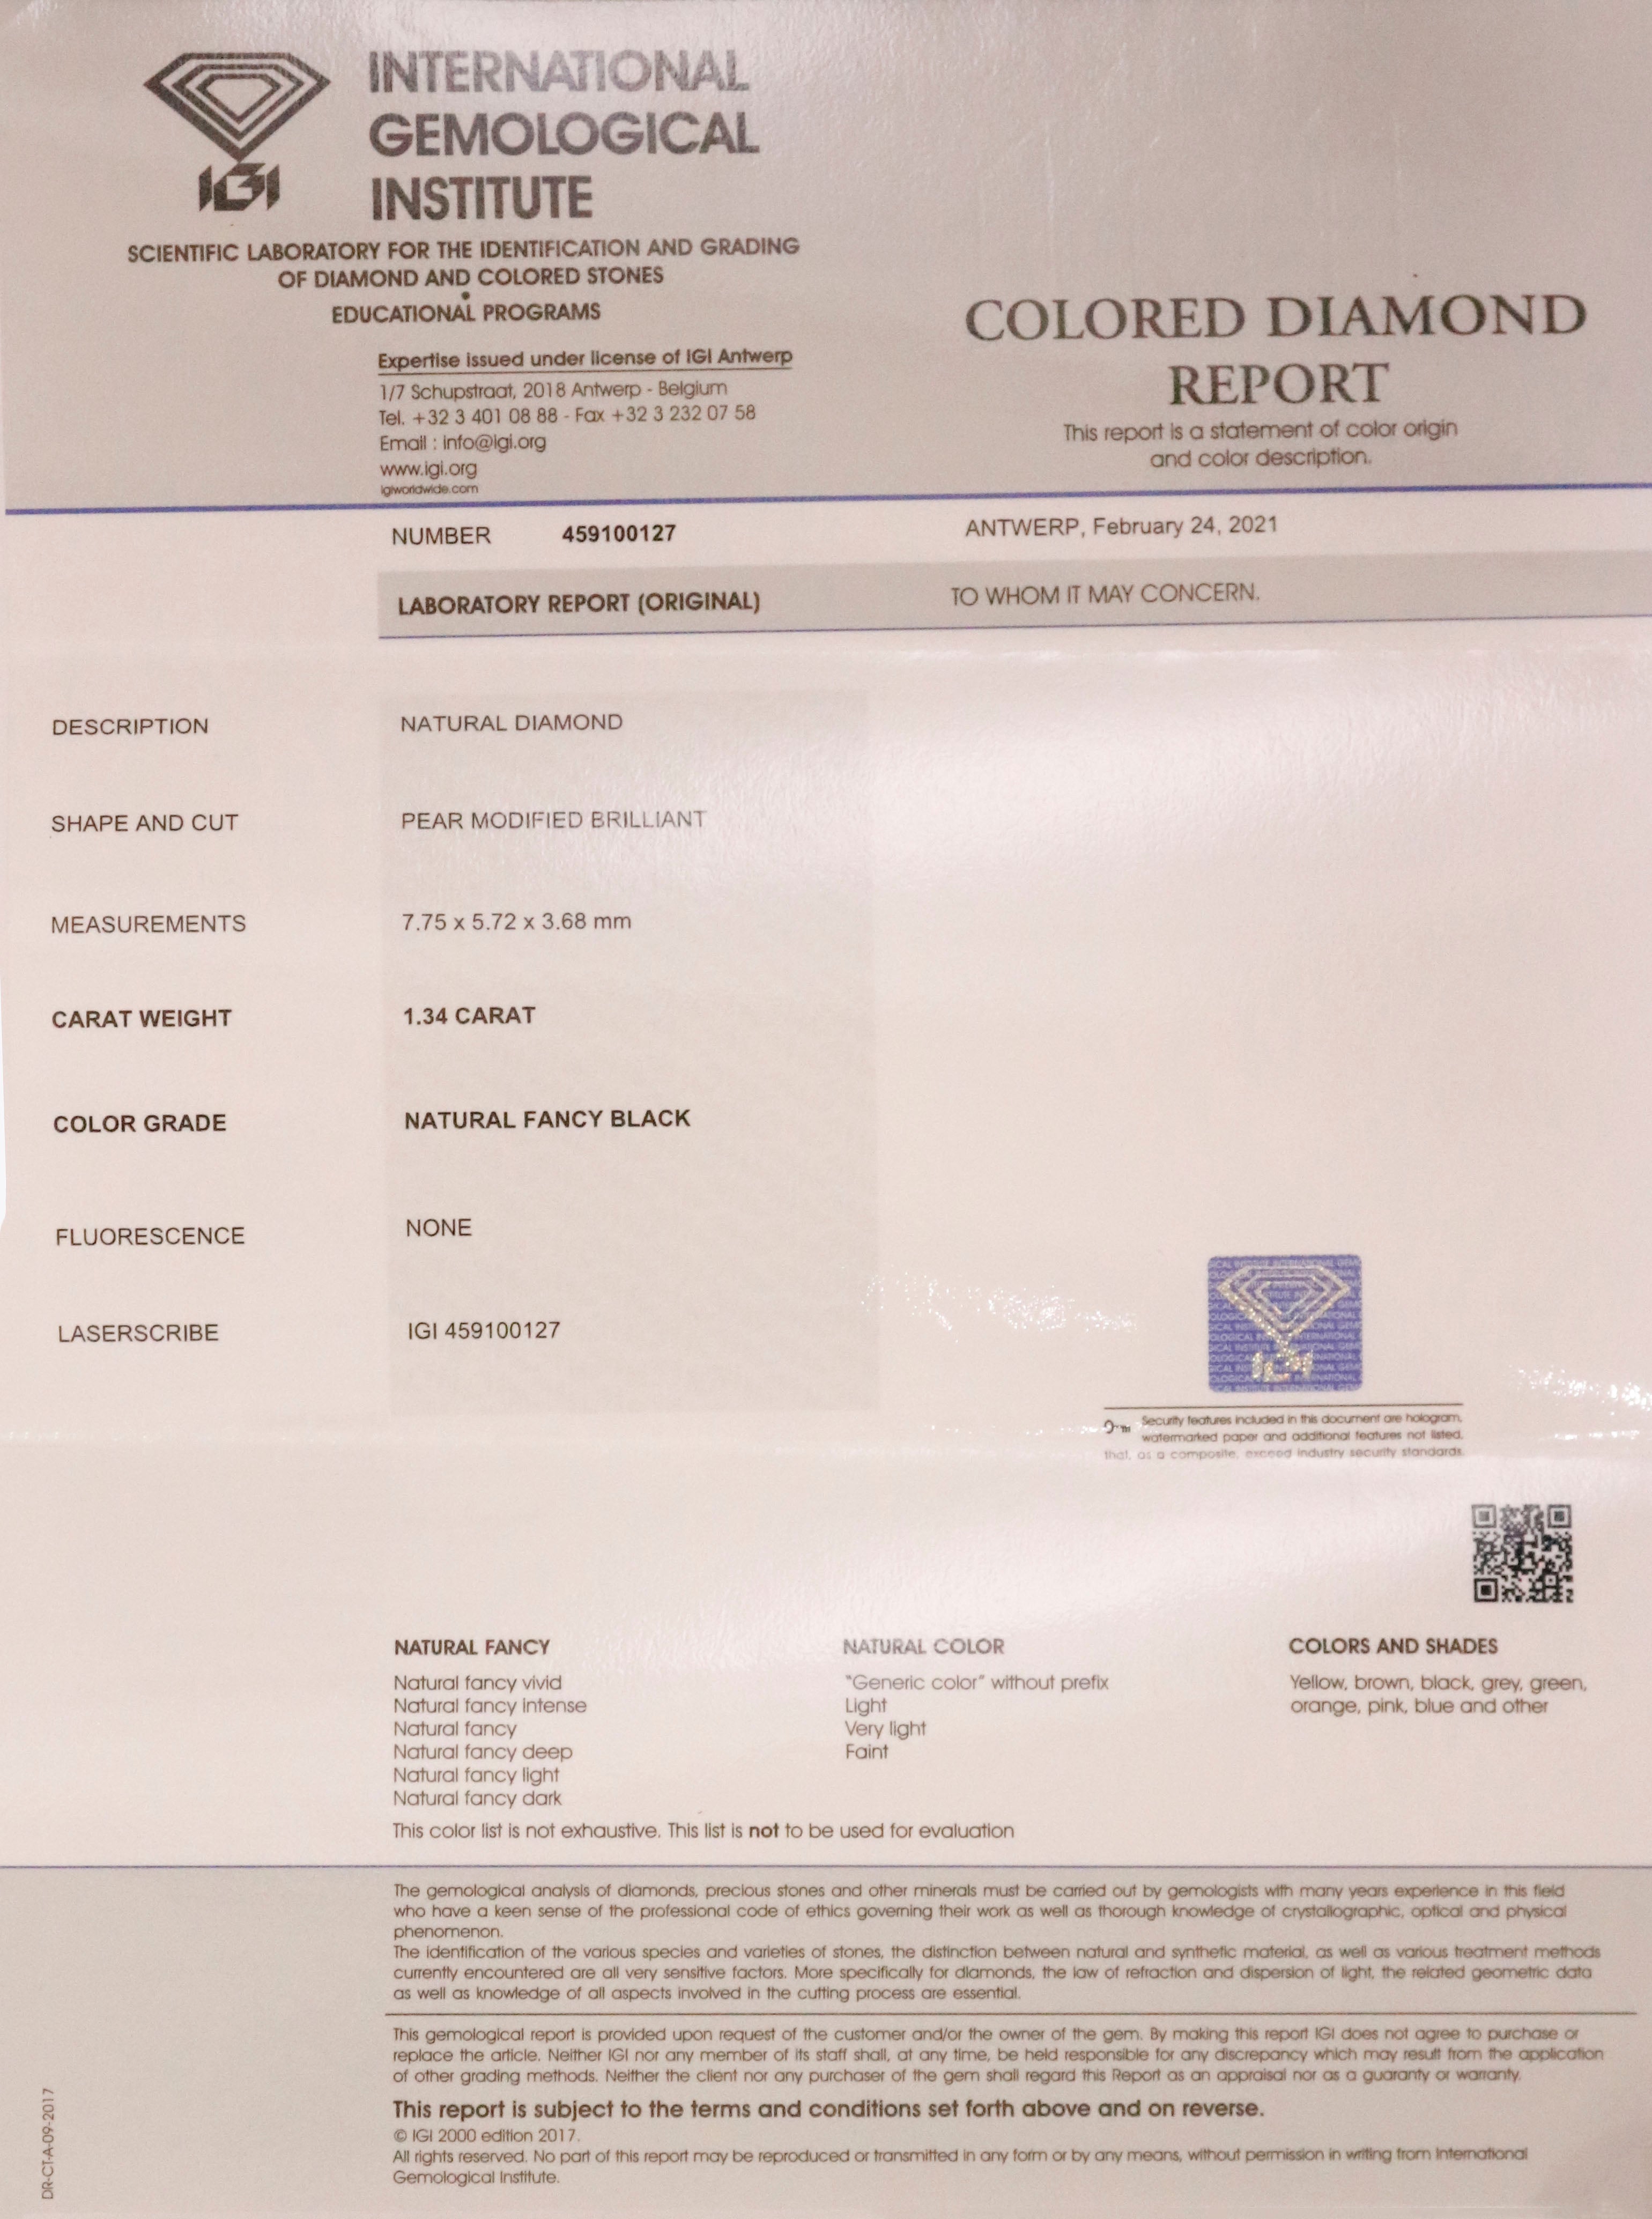 IGI
INTERNATIONAL
GEMOLOGICAL
INSTITUTE
SCIENTIFIC LABORATORY FOR THE IDENTIFICATION AND GRADING
OF DIAMOND AND COLORED STONES
•
EDUCATIONAL PROGRAMS
Expertise issued under license of IGI Antwerp
1/7 Schupstraat, 2018 Antwerp - Belgium
Tel. +32 3 401 08 88 - Fax +32 3 232 07 58
Email : info@igi.org
www.igi.org
igiworldwide.com
COLORED DIAMOND
REPORT
This report is a statement of color origin
and color description.
NUMBER 459100127
ANTWERP, February 24, 2021
LABORATORY REPORT (ORIGINAL)
TO WHOM IT MAY CONCERN.
DESCRIPTION NATURAL DIAMOND
SHAPE AND CUT PEAR MODIFIED BRILLIANT
MEASUREMENTS 7.75 x 5.72 x 3.68 mm
CARAT WEIGHT 1.34 CARAT
COLOR GRADE NATURAL FANCY BLACK
FLUORESCENCE NONE
LASERSCRIBE IGI 459100127
IGI
Security features included in this document are hologram,
watermarked paper and additional features not listed,
that, as a composite, exceed industry security standards.
NATURAL FANCY
Natural fancy vivid
Natural fancy intense
Natural fancy
Natural fancy deep
Natural fancy light
Natural fancy dark
NATURAL COLOR
"Generic color" without prefix
Light
Very light
Faint
COLORS AND SHADES
Yellow, brown, black, grey, green,
orange, pink, blue and other
This color list is not exhaustive. This list is not to be used for evaluation
The gemological analysis of diamonds, precious stones and other minerals must be carried out by gemologists with many years experience in this field
who have a keen sense of the professional code of ethics governing their work as well as thorough knowledge of crystallographic, optical and physical
phenomenon.
The identification of the various species and varieties of stones, the distinction between natural and synthetic material, as well as various treatment methods
currently encountered are all very sensitive factors. More specifically for diamonds, the law of refraction and dispersion of light, the related geometric data
as well as knowledge of all aspects involved in the cutting process are essential.
This gemological report is provided upon request of the customer and/or the owner of the gem. By making this report IGI does not agree to purchase or
replace the article. Neither IGI nor any member of its staff shall, at any time, be held responsible for any discrepancy which may result from the application
of other grading methods. Neither the client nor any purchaser of the gem shall regard this Report as an appraisal nor as a guaranty or warranty.
This report is subject to the terms and conditions set forth above and on reverse.
© IGI 2000 edition 2017.
All rights reserved. No part of this report may be reproduced or transmitted in any form or by any means, without permission in writing from International
Gemological Institute.
DR-CT-A-09-2017